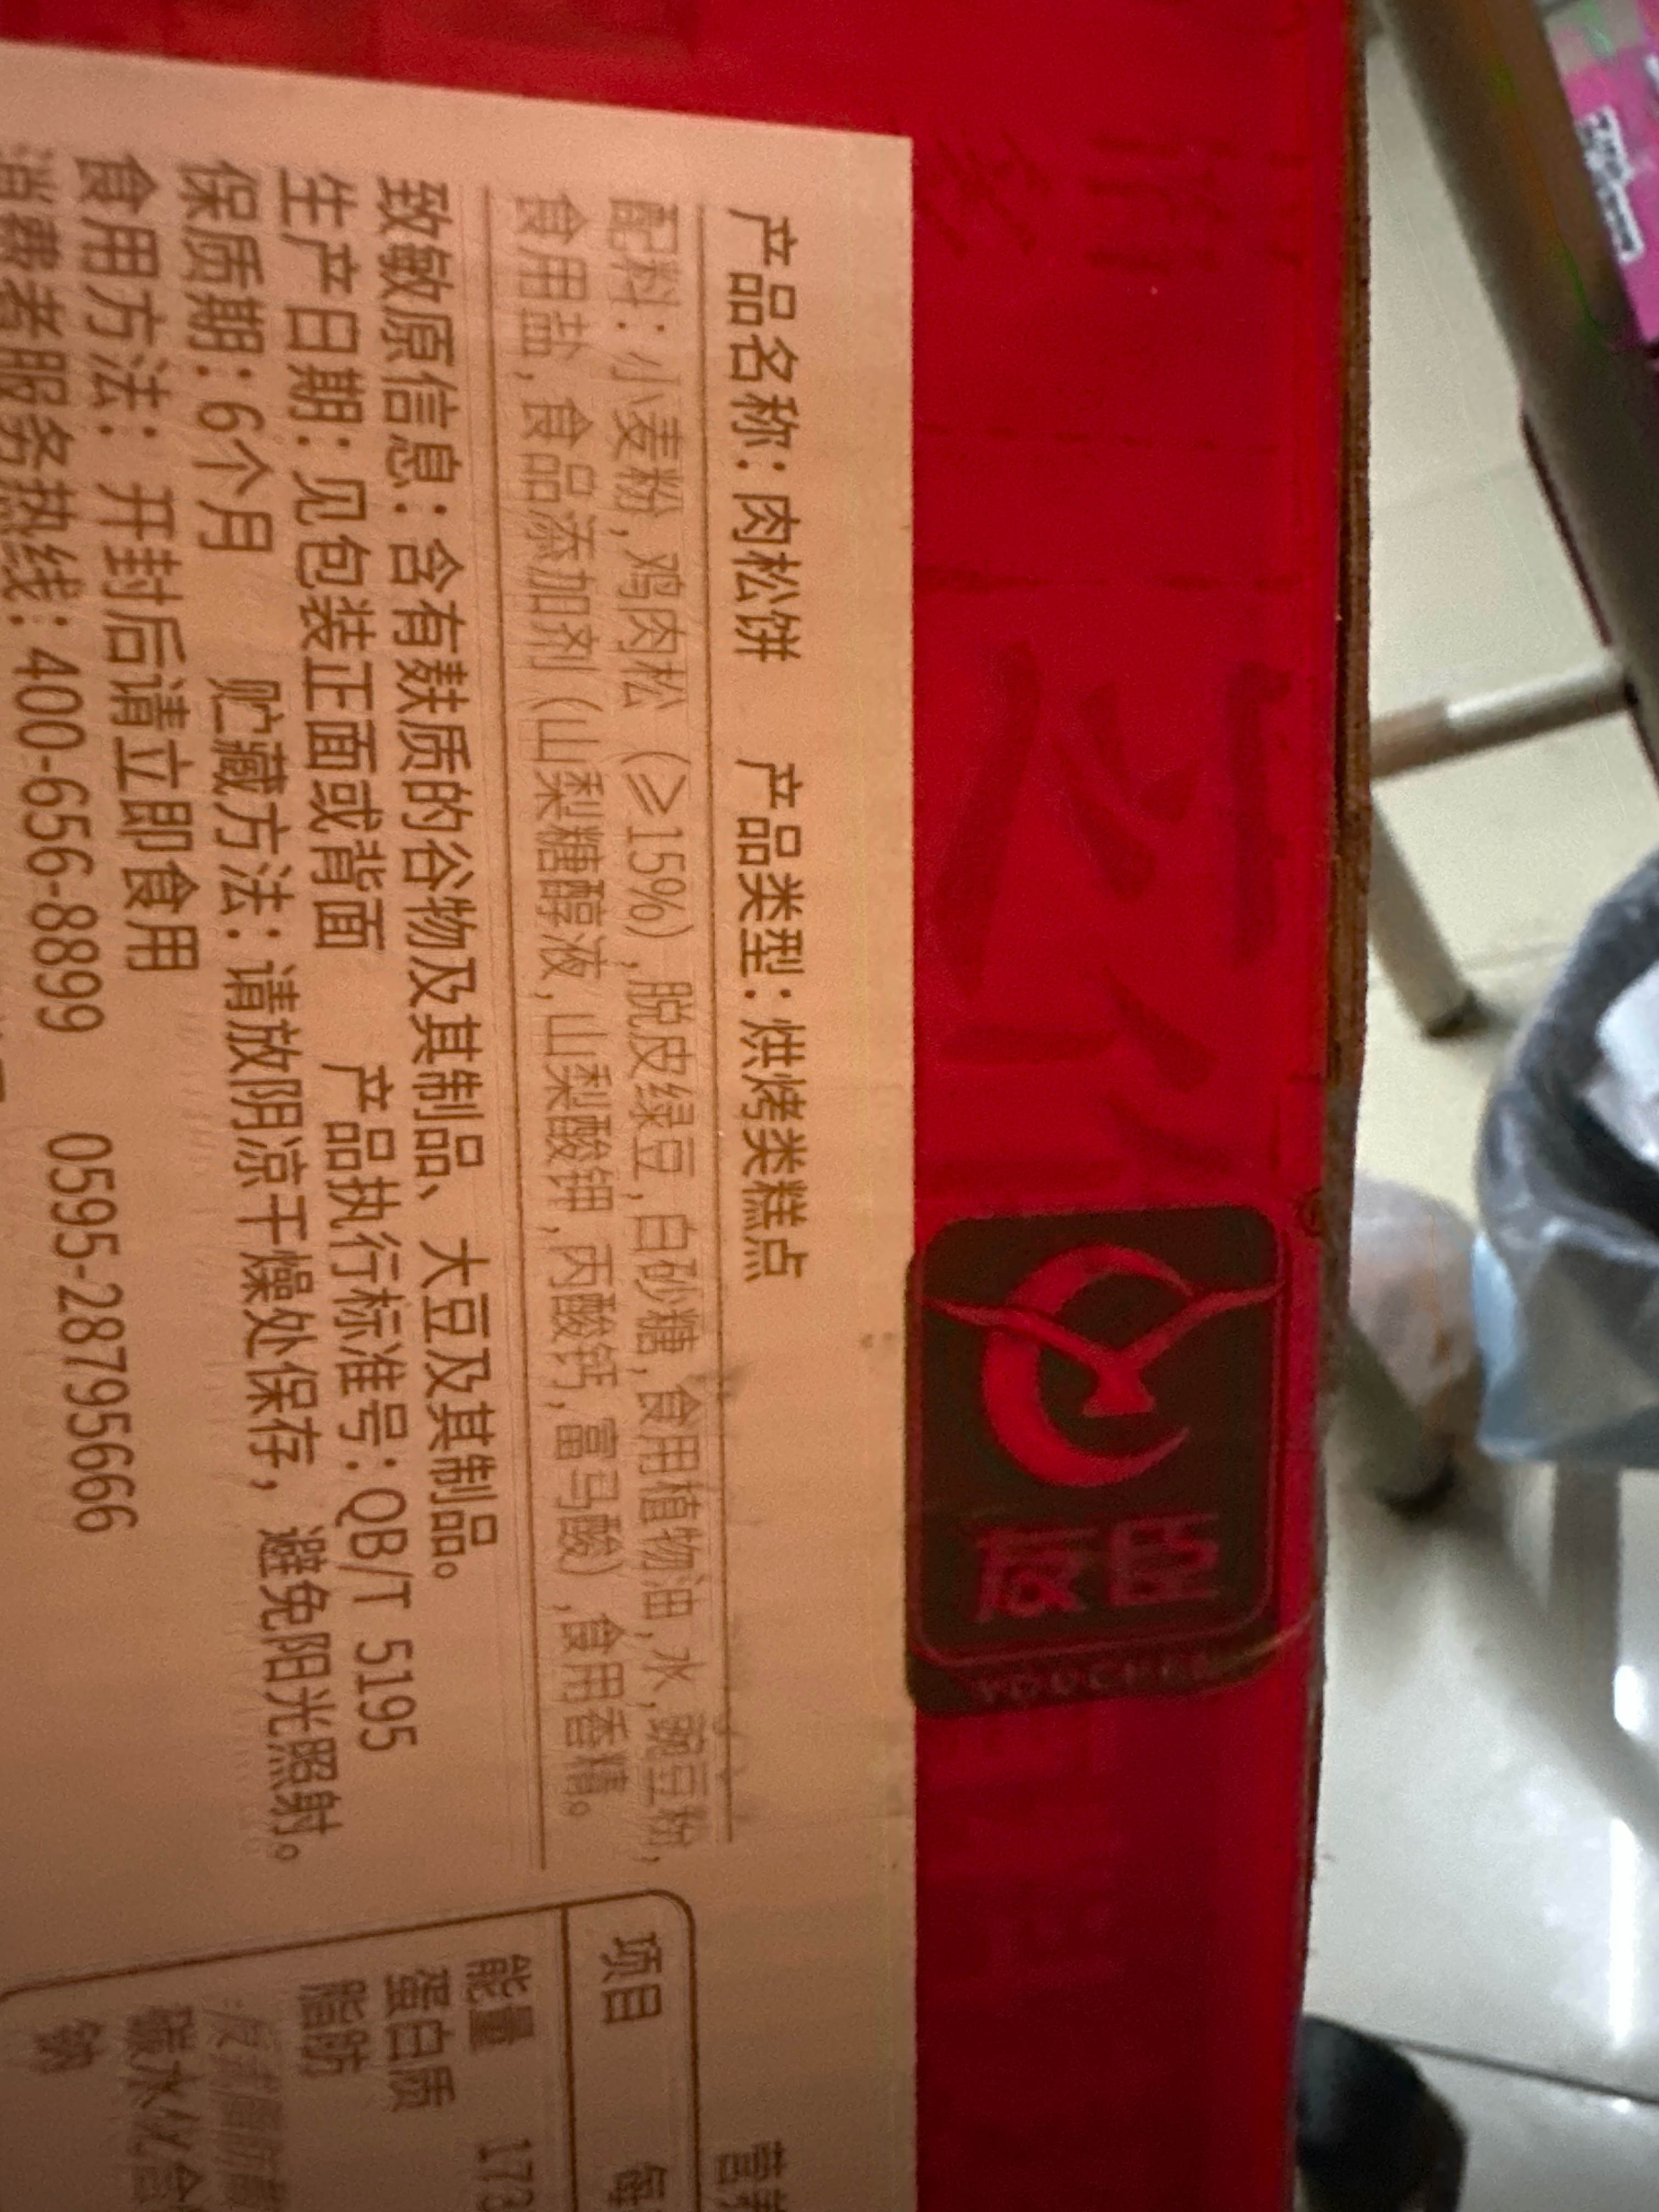 产品名称：肉松饼 产品类型：烘烤类糕点
配料：小麦粉，鸡肉松（≥15%），脱皮绿豆，白砂糖，食用植物油，水，豌豆粉，
食用盐，食品添加剂（山梨糖醇液，山梨酸钾，丙酸钙，富马酸），食用香精。
致敏原信息：含有麸质的谷物及其制品、大豆及其制品。
生产日期：见包装正面或背面 产品执行标准号：QB/T 5195
保质期：6个月 贮藏方法：请放阴凉干燥处保存，避免阳光照射。
食用方法：开封后请立即食用
消费者服务热线：400-656-8899 0595-28795666
项目 每
能量 173
蛋白质
脂肪
碳水化合
钠
友臣
YOUCHEN